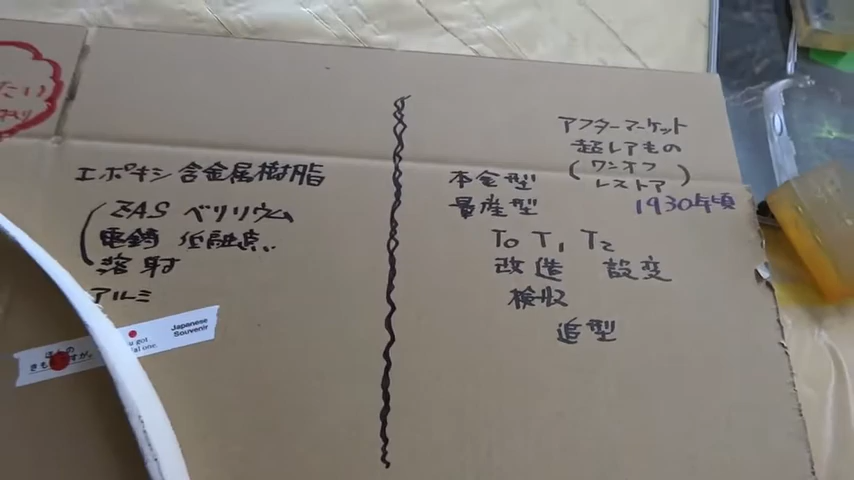 エポキシ含金属樹脂
ZAS ベリリウム
電鋳 低融点
溶射
アルミ
Japanese
Souvenir
アフターマーケット
超レアもの
(ワンオフ
レストア)
1930年頃
本金型
量産型
T0 T1 T2
改造 設変
検収
追型